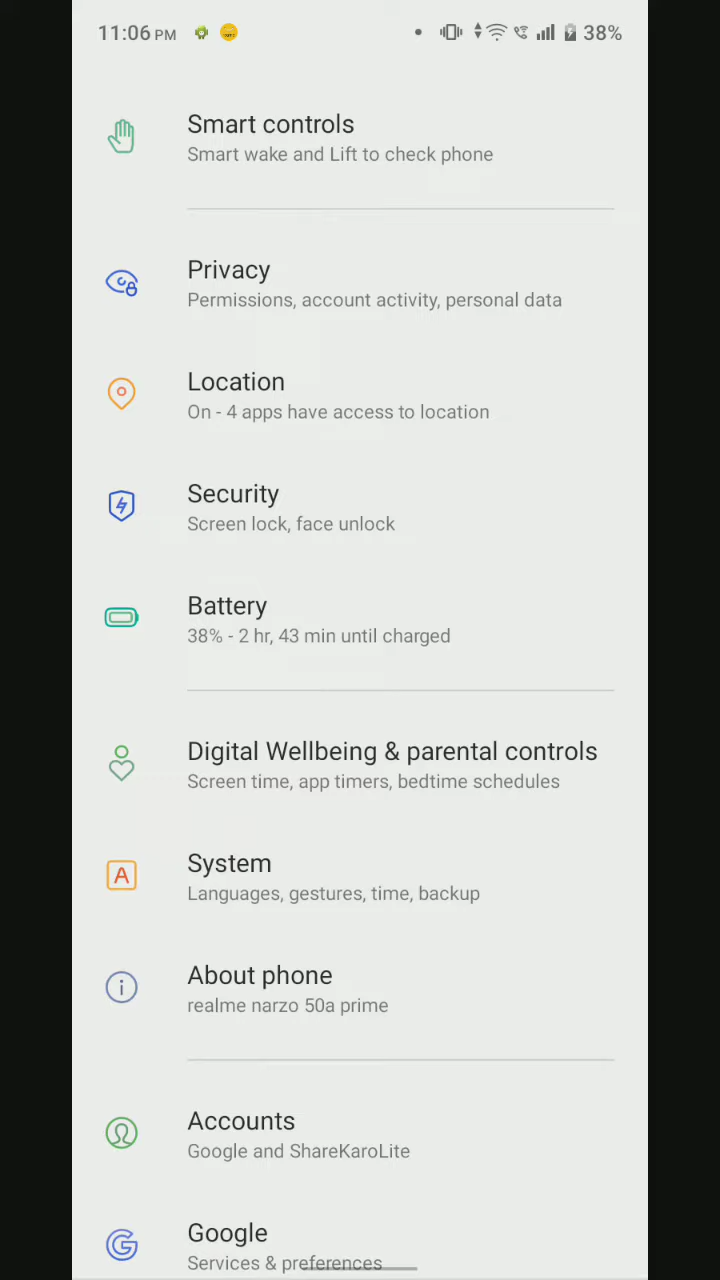 11:06 PM 38%
Smart controls
Smart wake and Lift to check phone
Privacy
Permissions, account activity, personal data
Location
On - 4 apps have access to location
Security
Screen lock, face unlock
Battery
38% - 2 hr, 43 min until charged
Digital Wellbeing & parental controls
Screen time, app timers, bedtime schedules
System
Languages, gestures, time, backup
About phone
realme narzo 50a prime
Accounts
Google and ShareKaroLite
Google
Services & preferences